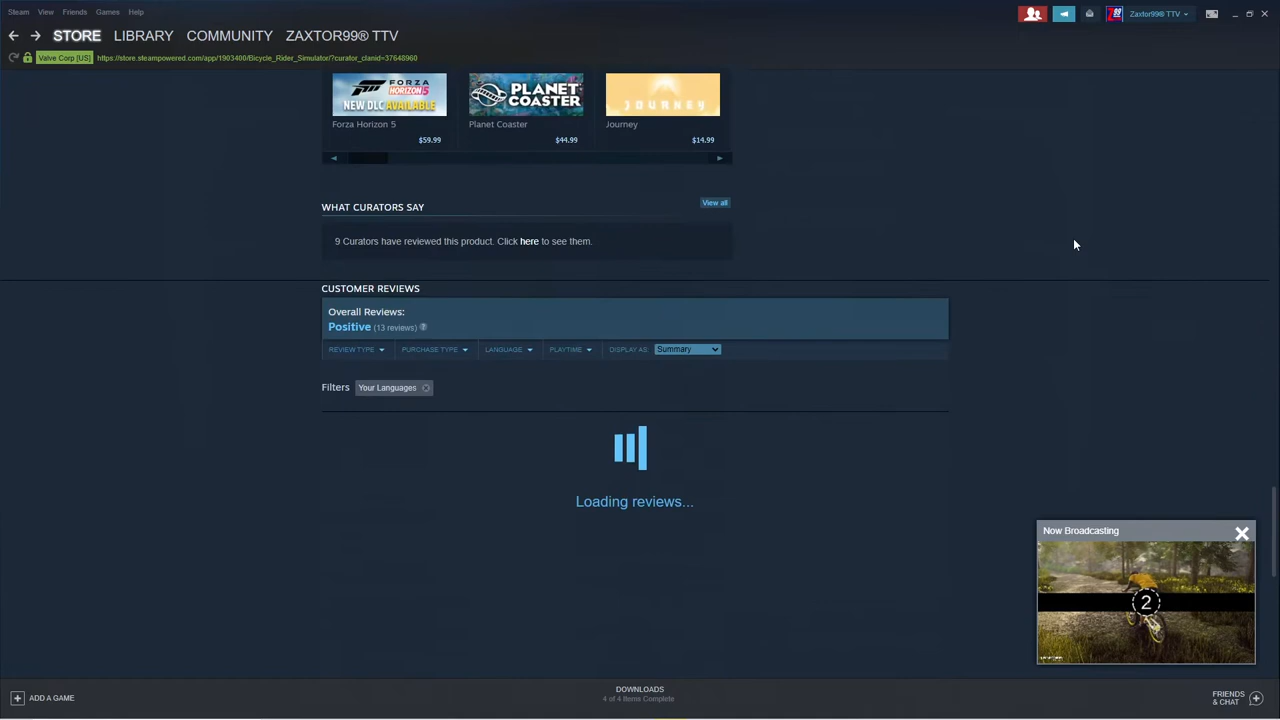 Steam View Friends Games Help
Zaxtor99® TTV
STORE LIBRARY COMMUNITY ZAXTOR99® TTV
Valve Corp [US] https://store.steampowered.com/app/1903400/Bicycle_Rider_Simulator/?curator_clanid=37648960
FORZA HORIZON 5 NEW DLC AVAILABLE
PLANET COASTER
JOURNEY
Forza Horizon 5 Planet Coaster Journey
$59.99 $44.99 $14.99
WHAT CURATORS SAY View all
9 Curators have reviewed this product. Click here to see them.
CUSTOMER REVIEWS
Overall Reviews:
Positive (13 reviews) ?
REVIEW TYPE PURCHASE TYPE LANGUAGE PLAYTIME DISPLAY AS: Summary
Filters Your Languages
Loading reviews...
Now Broadcasting
2
ADD A GAME
DOWNLOADS
4 of 4 Items Complete
FRIENDS
& CHAT